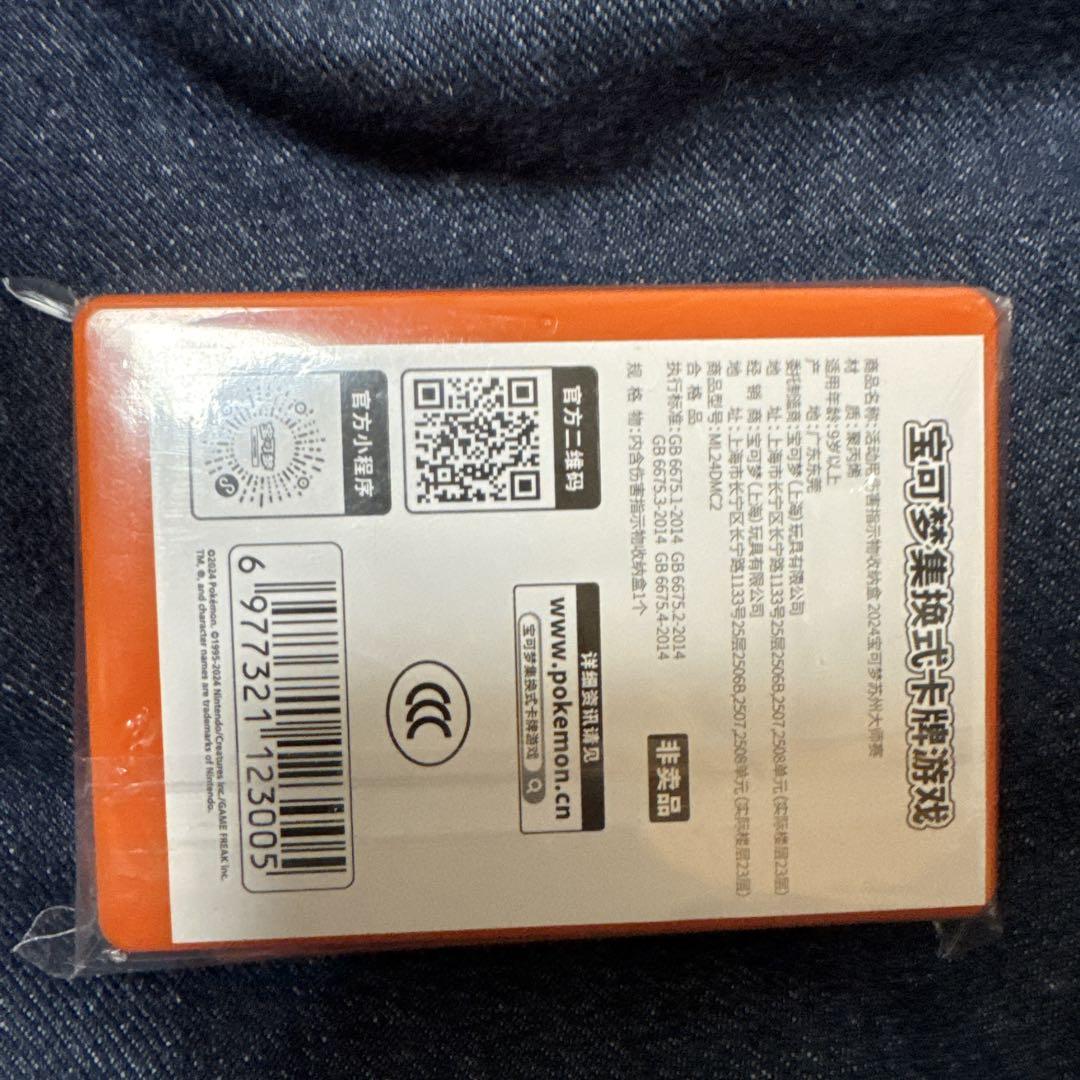 宝可梦集换式卡牌游戏
商品名称:活动用伤害指示物收纳盒 2024宝可梦苏州大师赛
材 质:聚丙烯
适用年龄:9岁以上
产 地:广东东莞
委托制造商:宝可梦(上海)玩具有限公司
地 址:上海市长宁区长宁路1133号25层2506B,2507,2508单元(实际楼层23层)
经 销 商:宝可梦(上海)玩具有限公司
地 址:上海市长宁区长宁路1133号25层2506B,2507,2508单元(实际楼层23层)
商品型号:ML24DMC2
合格品
执行标准:GB 6675.1-2014 GB 6675.2-2014
GB 6675.3-2014 GB 6675.4-2014
规 格 物:内含伤害指示物收纳盒1个
非卖品
官方二维码
详细资讯请见
www.pokemon.cn
宝可梦集换式卡牌游戏
官方小程序
宝可梦
CCC
6 977321 123005
©2024 Pokémon. ©1995-2024 Nintendo/Creatures Inc./GAME FREAK inc.
TM, ®, and character names are trademarks of Nintendo.